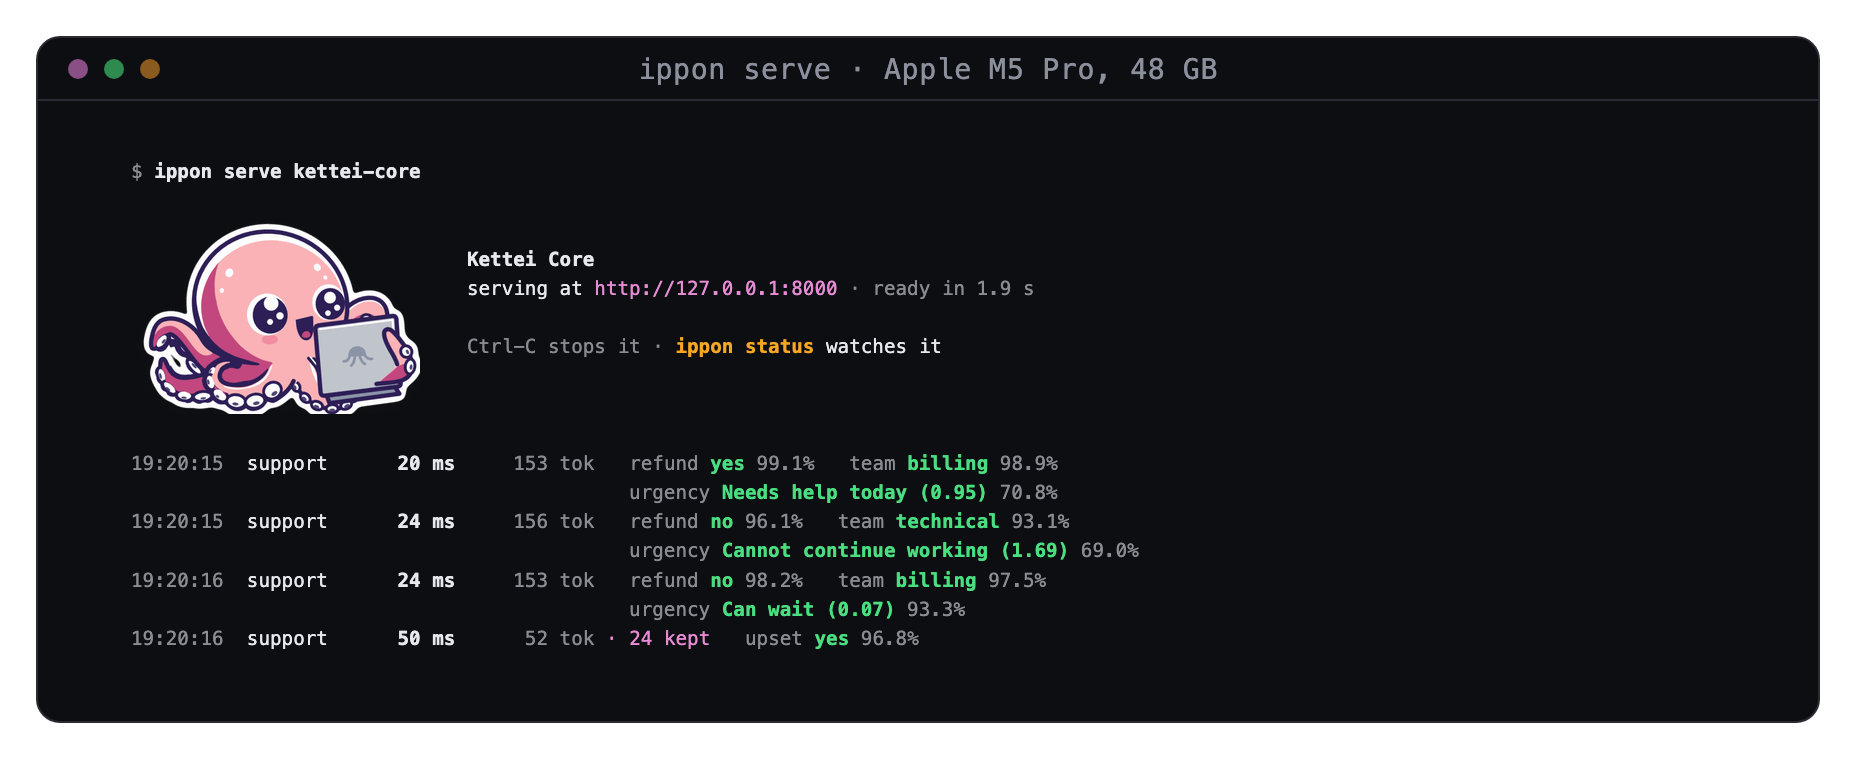 ippon serve · Apple M5 Pro, 48 GB
$ ippon serve kettei-core
Kettei Core
serving at http://127.0.0.1:8000 · ready in 1.9 s
Ctrl-C stops it · ippon status watches it
19:20:15 support 20 ms 153 tok refund yes 99.1% team billing 98.9%
urgency Needs help today (0.95) 70.8%
19:20:15 support 24 ms 156 tok refund no 96.1% team technical 93.1%
urgency Cannot continue working (1.69) 69.0%
19:20:16 support 24 ms 153 tok refund no 98.2% team billing 97.5%
urgency Can wait (0.07) 93.3%
19:20:16 support 50 ms 52 tok · 24 kept upset yes 96.8%